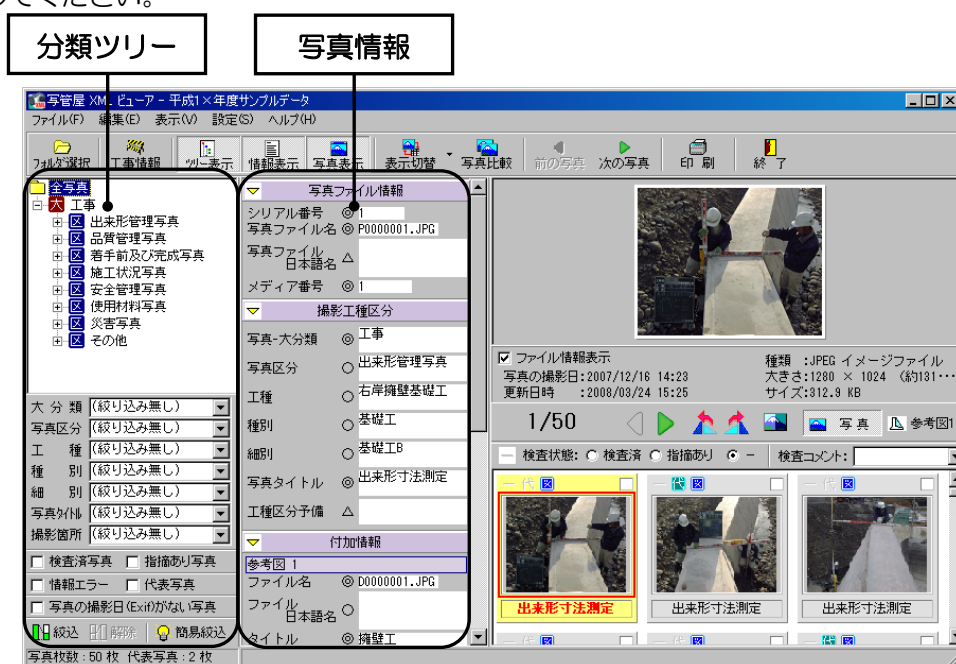 ってください。
分類ツリー
写真情報
写管屋 XML ビューア - 平成1×年度サンプルデータ
ファイル(F) 編集(E) 表示(V) 設定(S) ヘルプ(H)
フォルダ選択 工事情報 ツリー表示 情報表示 写真表示 表示切替 写真比較 前の写真 次の写真 印 刷 終 了
全写真
大 工事
区 出来形管理写真
区 品質管理写真
区 着手前及び完成写真
区 施工状況写真
区 安全管理写真
区 使用材料写真
区 災害写真
区 その他
大 分 類 (絞り込み無し)
写真区分 (絞り込み無し)
工 種 (絞り込み無し)
種 別 (絞り込み無し)
細 別 (絞り込み無し)
写真タイトル (絞り込み無し)
撮影箇所 (絞り込み無し)
検査済写真 指摘あり写真
情報エラー 代表写真
写真の撮影日(Exif)がない写真
絞込 解除 簡易絞込
写真枚数:50 枚 代表写真:2 枚
写真ファイル情報
シリアル番号 ◎ 1
写真ファイル名 ◎ P0000001.JPG
写真ファイル
日本語名 △
メディア番号 ◎ 1
撮影工種区分
写真-大分類 ◎ 工事
写真区分 ○ 出来形管理写真
工種 ○ 右岸擁壁基礎工
種別 ○ 基礎工
細別 ○ 基礎工B
写真タイトル ○ 出来形寸法測定
工種区分予備 △
付加情報
参考図 1
ファイル名 ◎ D0000001.JPG
ファイル
日本語名 ○
タイトル ◎ 擁壁工
ファイル情報表示
写真の撮影日:2007/12/16 14:23
更新日時 :2008/03/24 15:25
種類 :JPEG イメージファイル
大きさ:1280 × 1024 (約131・・・
サイズ:312.9 KB
1/50 写 真 参考図1
検査状態: 検査済 指摘あり － 検査コメント:
－ 代 区 － 代 区 － 代 区
出来形寸法測定 出来形寸法測定 出来形寸法測定
－ 代 区 － 代 区 － 代 区